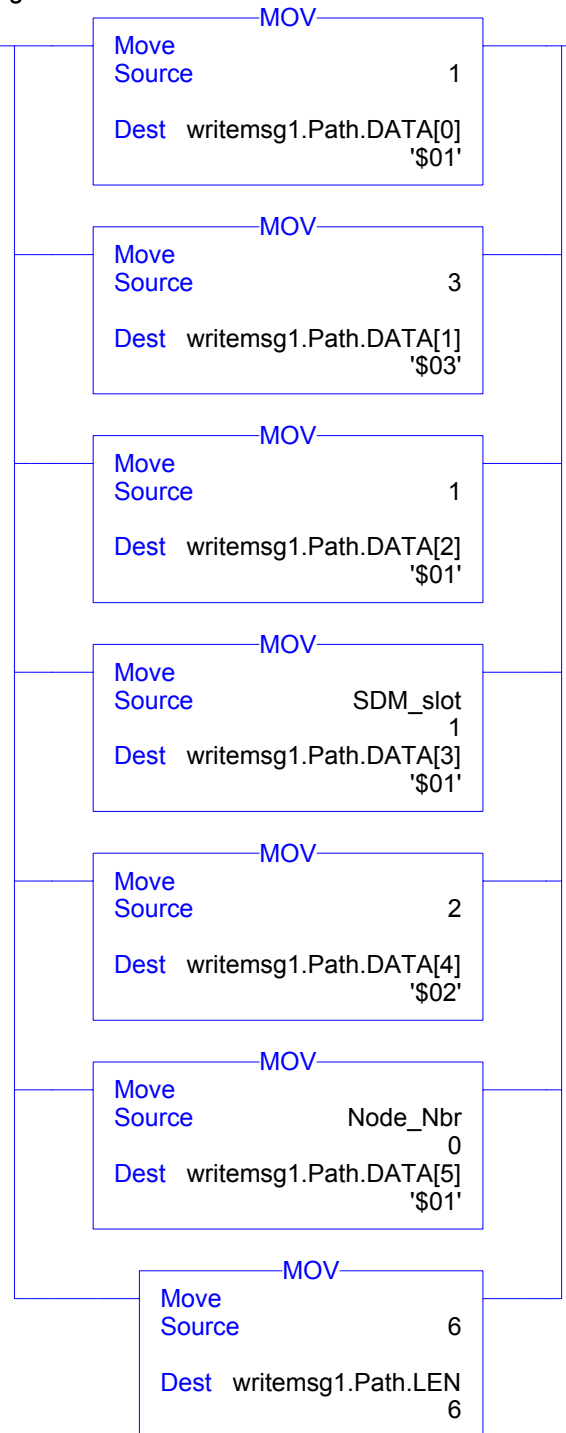 MOV
Move
Source 1
Dest writemsg1.Path.DATA[0]
'$01'
MOV
Move
Source 3
Dest writemsg1.Path.DATA[1]
'$03'
MOV
Move
Source 1
Dest writemsg1.Path.DATA[2]
'$01'
MOV
Move
Source SDM_slot
1
Dest writemsg1.Path.DATA[3]
'$01'
MOV
Move
Source 2
Dest writemsg1.Path.DATA[4]
'$02'
MOV
Move
Source Node_Nbr
0
Dest writemsg1.Path.DATA[5]
'$01'
MOV
Move
Source 6
Dest writemsg1.Path.LEN
6